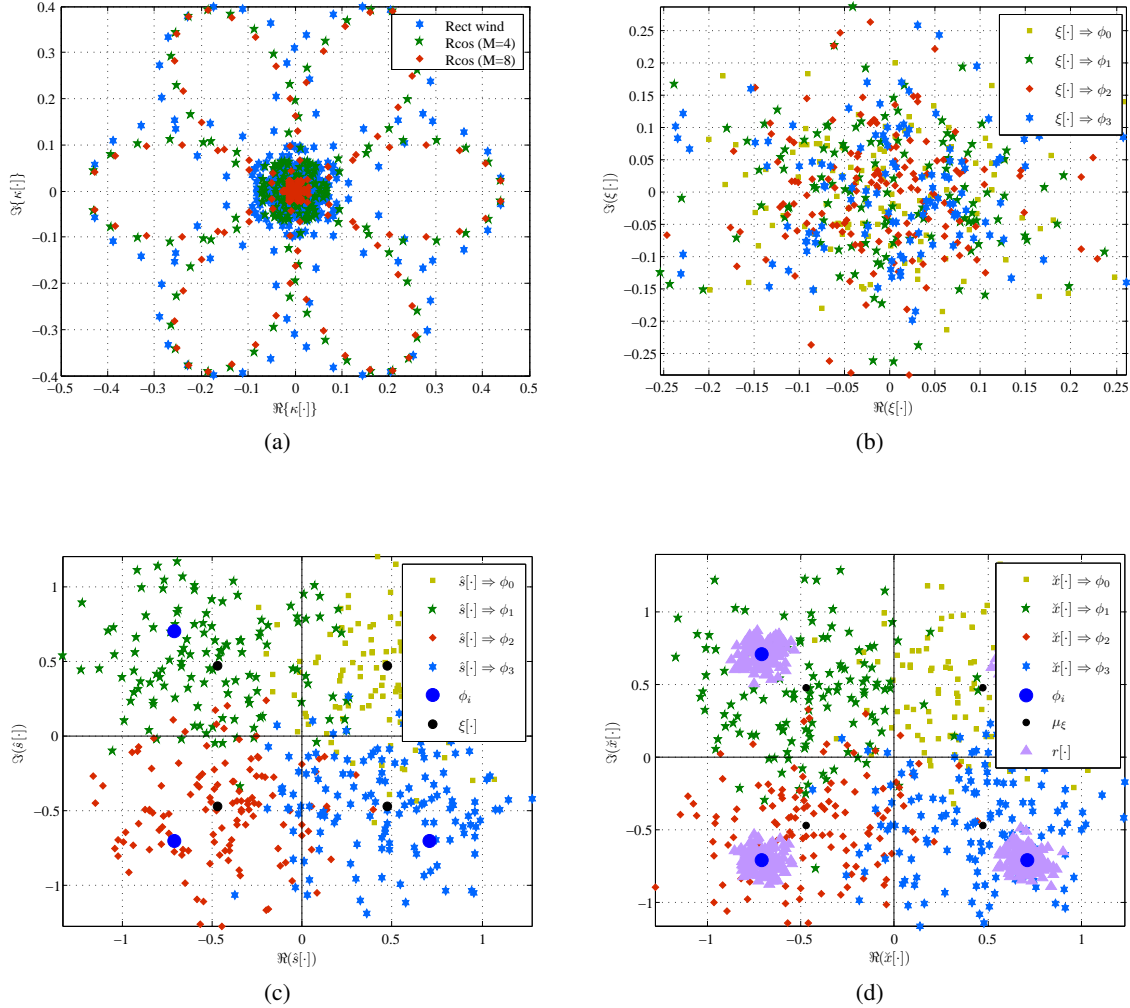 0.4
0.3
0.2
0.1
0
−0.1
−0.2
−0.3
−0.4
−0.5
−0.4
−0.3
−0.2
−0.1
0
0.1
0.2
0.3
0.4
0.5
ℑ{κ[·]}
ℜ{κ[·]}
Rect wind
Rcos (M=4)
Rcos (M=8)
(a)
0.25
0.2
0.15
0.1
0.05
0
−0.05
−0.1
−0.15
−0.2
−0.25
−0.25
−0.2
−0.15
−0.1
−0.05
0
0.05
0.1
0.15
0.2
0.25
ℑ(ξ[·])
ℜ(ξ[·])
ξ[·] ⇒ ϕ₀
ξ[·] ⇒ ϕ₁
ξ[·] ⇒ ϕ₂
ξ[·] ⇒ ϕ₃
(b)
1
0.5
0
−0.5
−1
−1
−0.5
0
0.5
1
ℑ(ŝ[·])
ℜ(ŝ[·])
ŝ[·] ⇒ ϕ₀
ŝ[·] ⇒ ϕ₁
ŝ[·] ⇒ ϕ₂
ŝ[·] ⇒ ϕ₃
ϕᵢ
ξ[·]
(c)
1
0.5
0
−0.5
−1
−1
−0.5
0
0.5
1
ℑ(x̆[·])
ℜ(x̆[·])
x̆[·] ⇒ ϕ₀
x̆[·] ⇒ ϕ₁
x̆[·] ⇒ ϕ₂
x̆[·] ⇒ ϕ₃
ϕᵢ
μ_ξ
r[·]
(d)